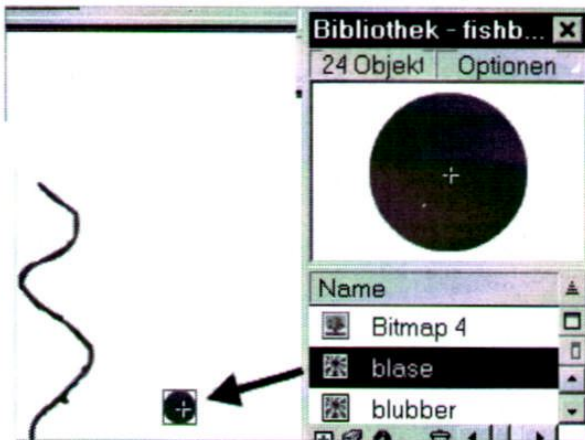 Bibliothek - fishb...
24 Objekt Optionen
Name
Bitmap 4
blase
blubber